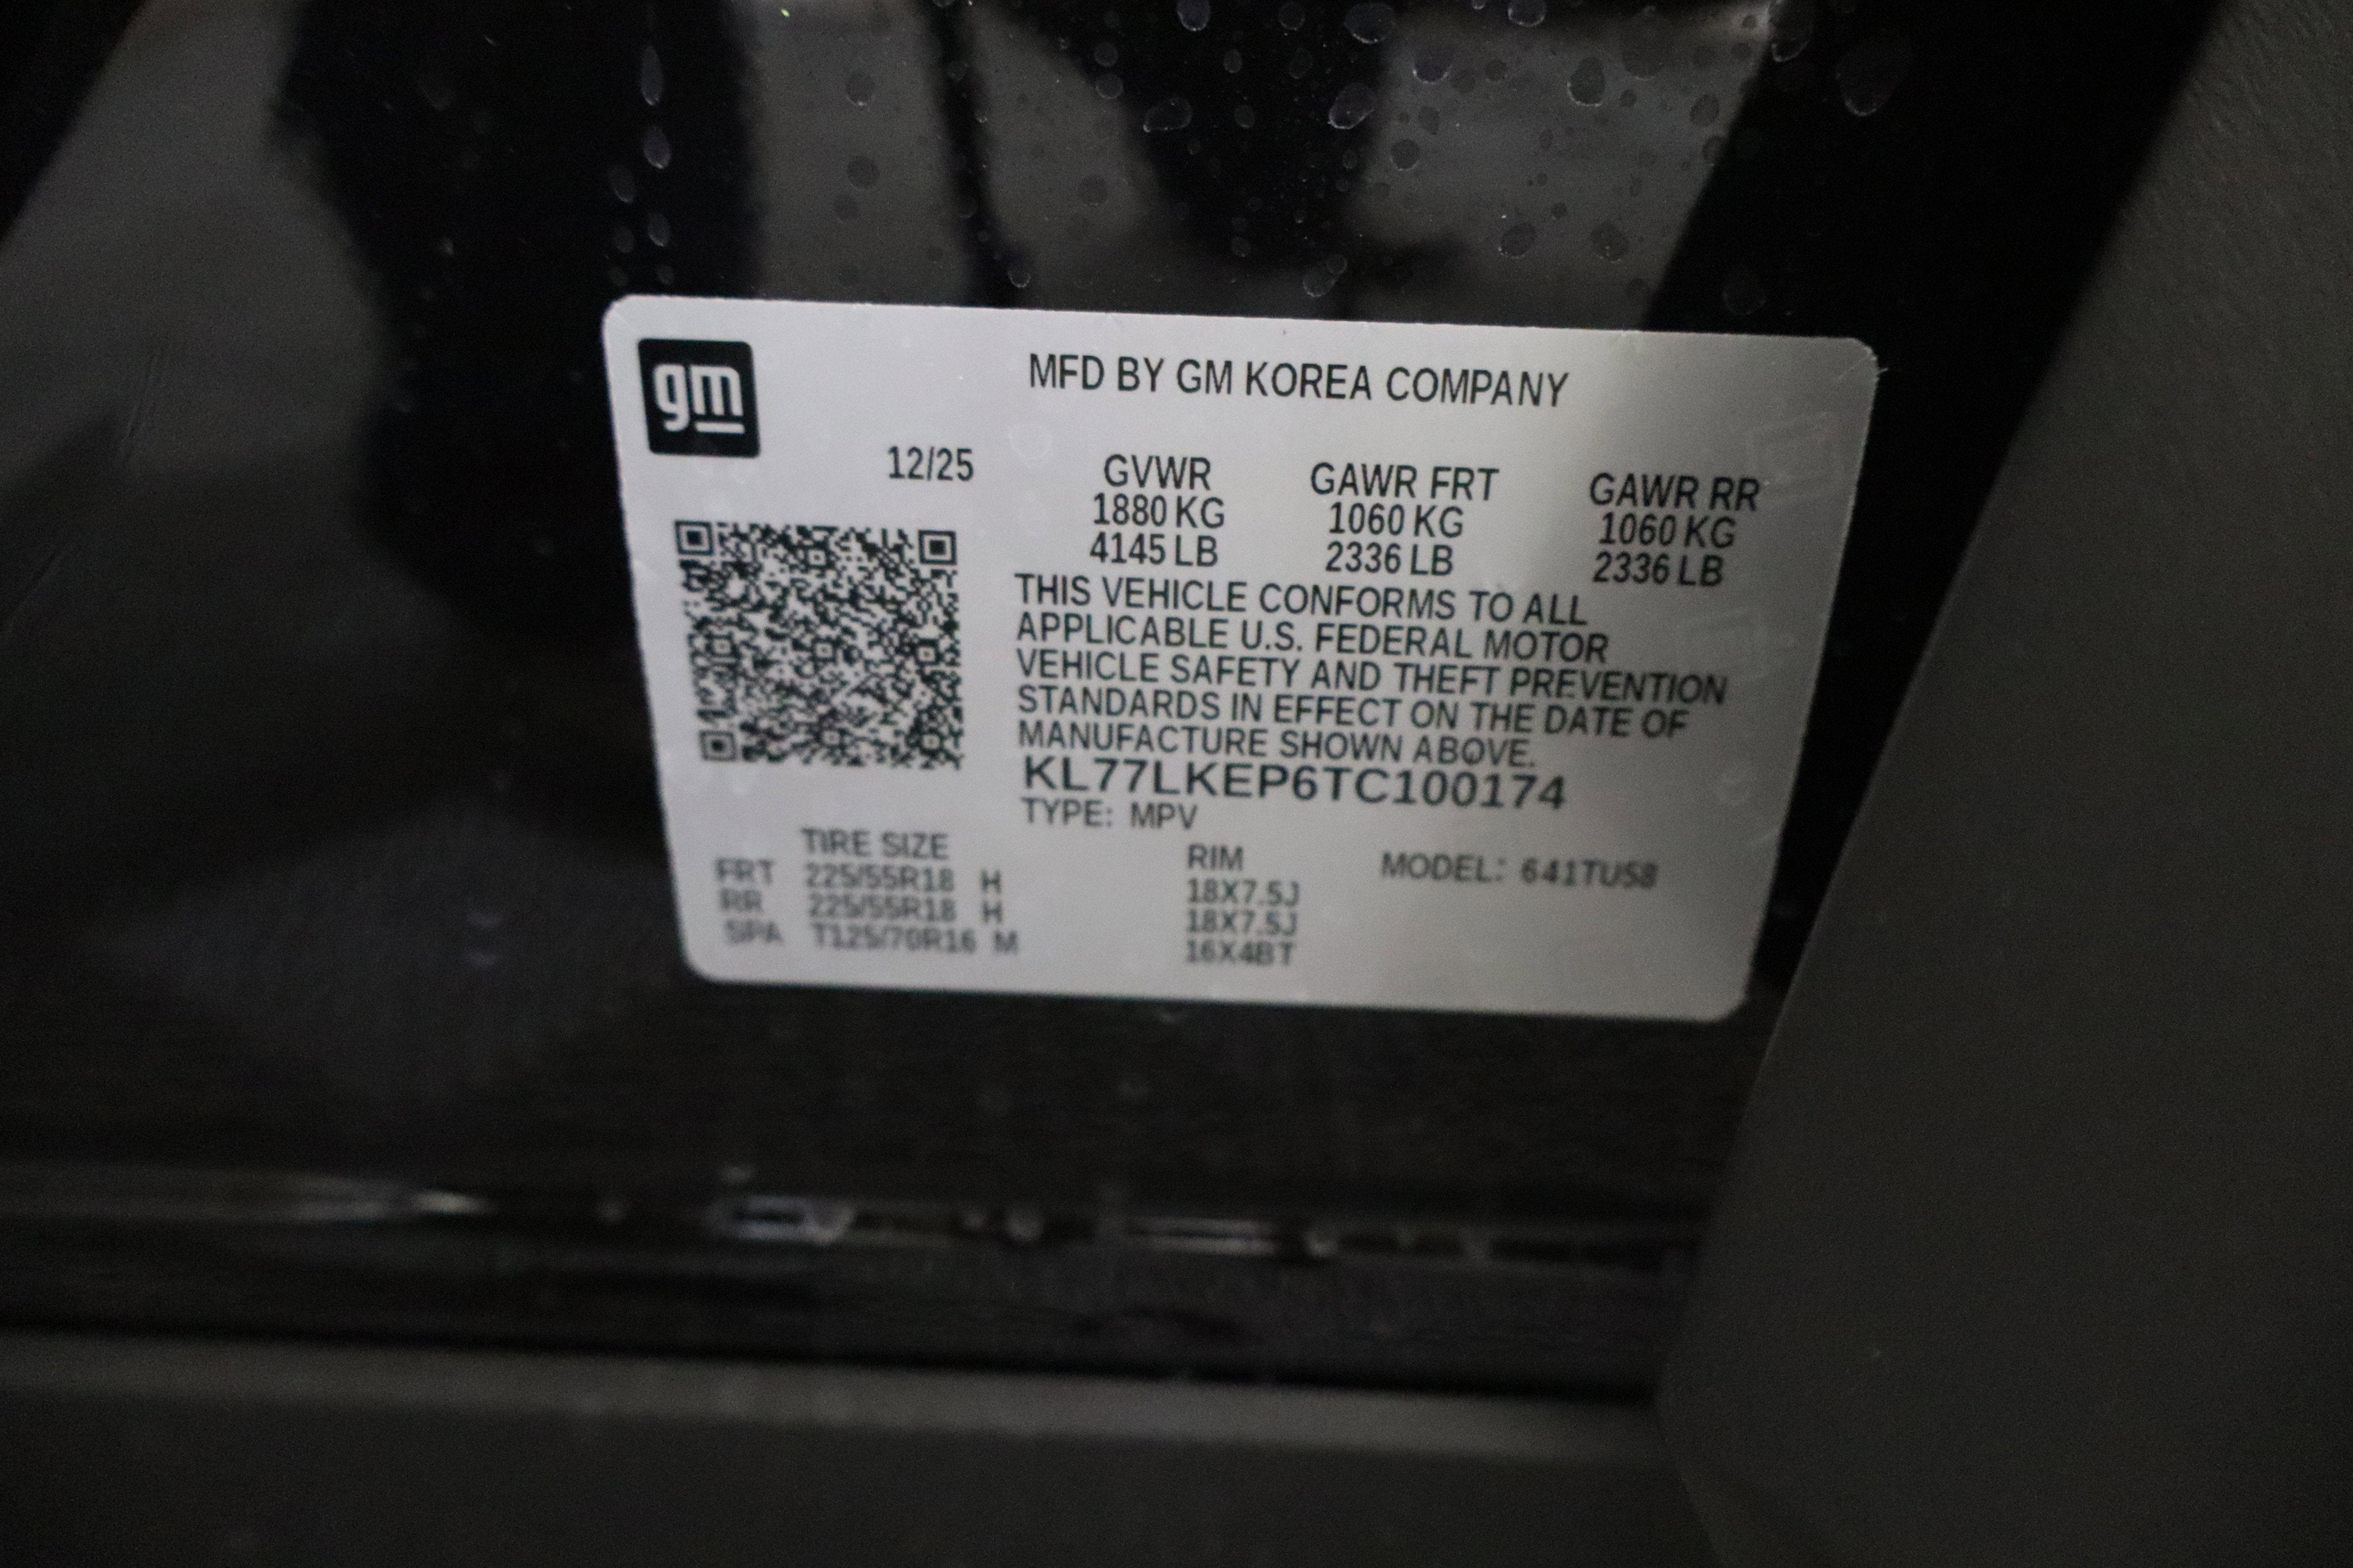 gm
MFD BY GM KOREA COMPANY
12/25 GVWR GAWR FRT GAWR RR
1880 KG 1060 KG 1060 KG
4145 LB 2336 LB 2336 LB
THIS VEHICLE CONFORMS TO ALL
APPLICABLE U.S. FEDERAL MOTOR
VEHICLE SAFETY AND THEFT PREVENTION
STANDARDS IN EFFECT ON THE DATE OF
MANUFACTURE SHOWN ABOVE.
KL77LKEP6TC100174
TYPE: MPV
TIRE SIZE RIM MODEL: 641TU58
FRT 225/55R18 H 18X7.5J
RR 225/55R18 H 18X7.5J
SPA T125/70R16 M 16X4BT